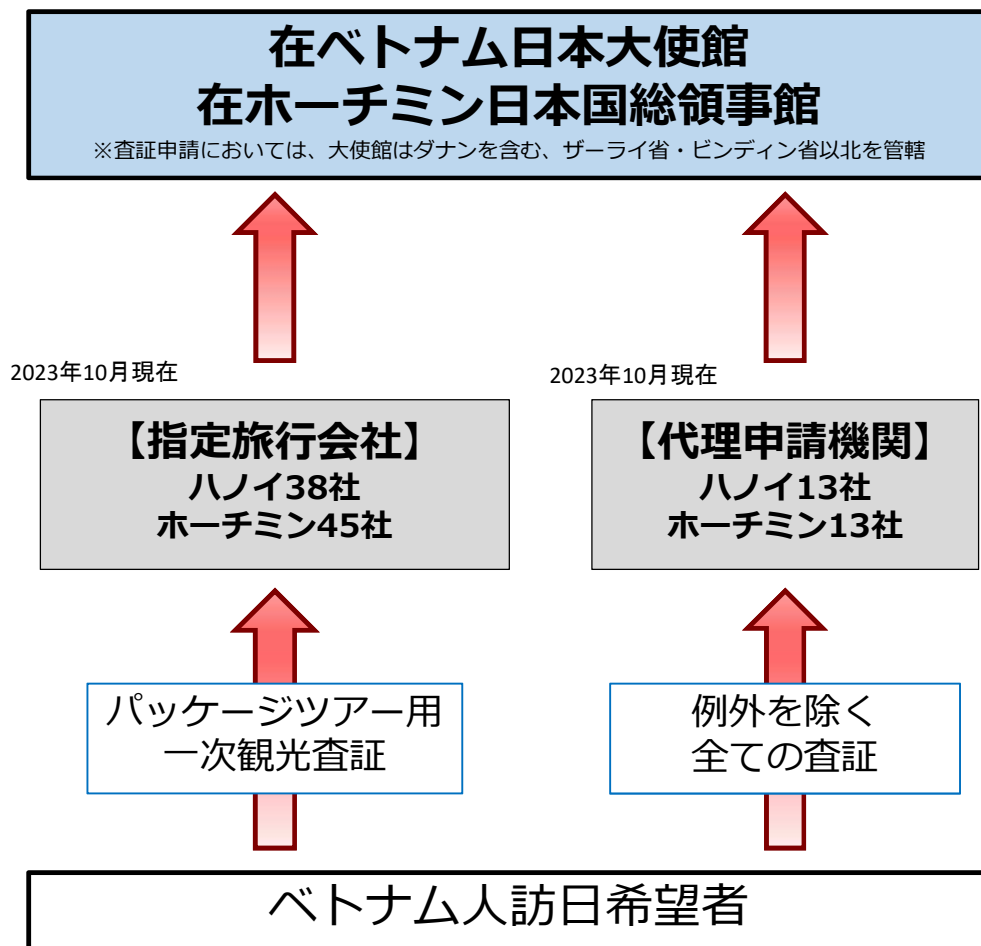 在ベトナム日本大使館
在ホーチミン日本国総領事館
※査証申請においては、大使館はダナンを含む、ザーライ省・ビンディン省以北を管轄
2023年10月現在
【指定旅行会社】
ハノイ38社
ホーチミン45社
2023年10月現在
【代理申請機関】
ハノイ13社
ホーチミン13社
パッケージツアー用
一次観光査証
例外を除く
全ての査証
ベトナム人訪日希望者